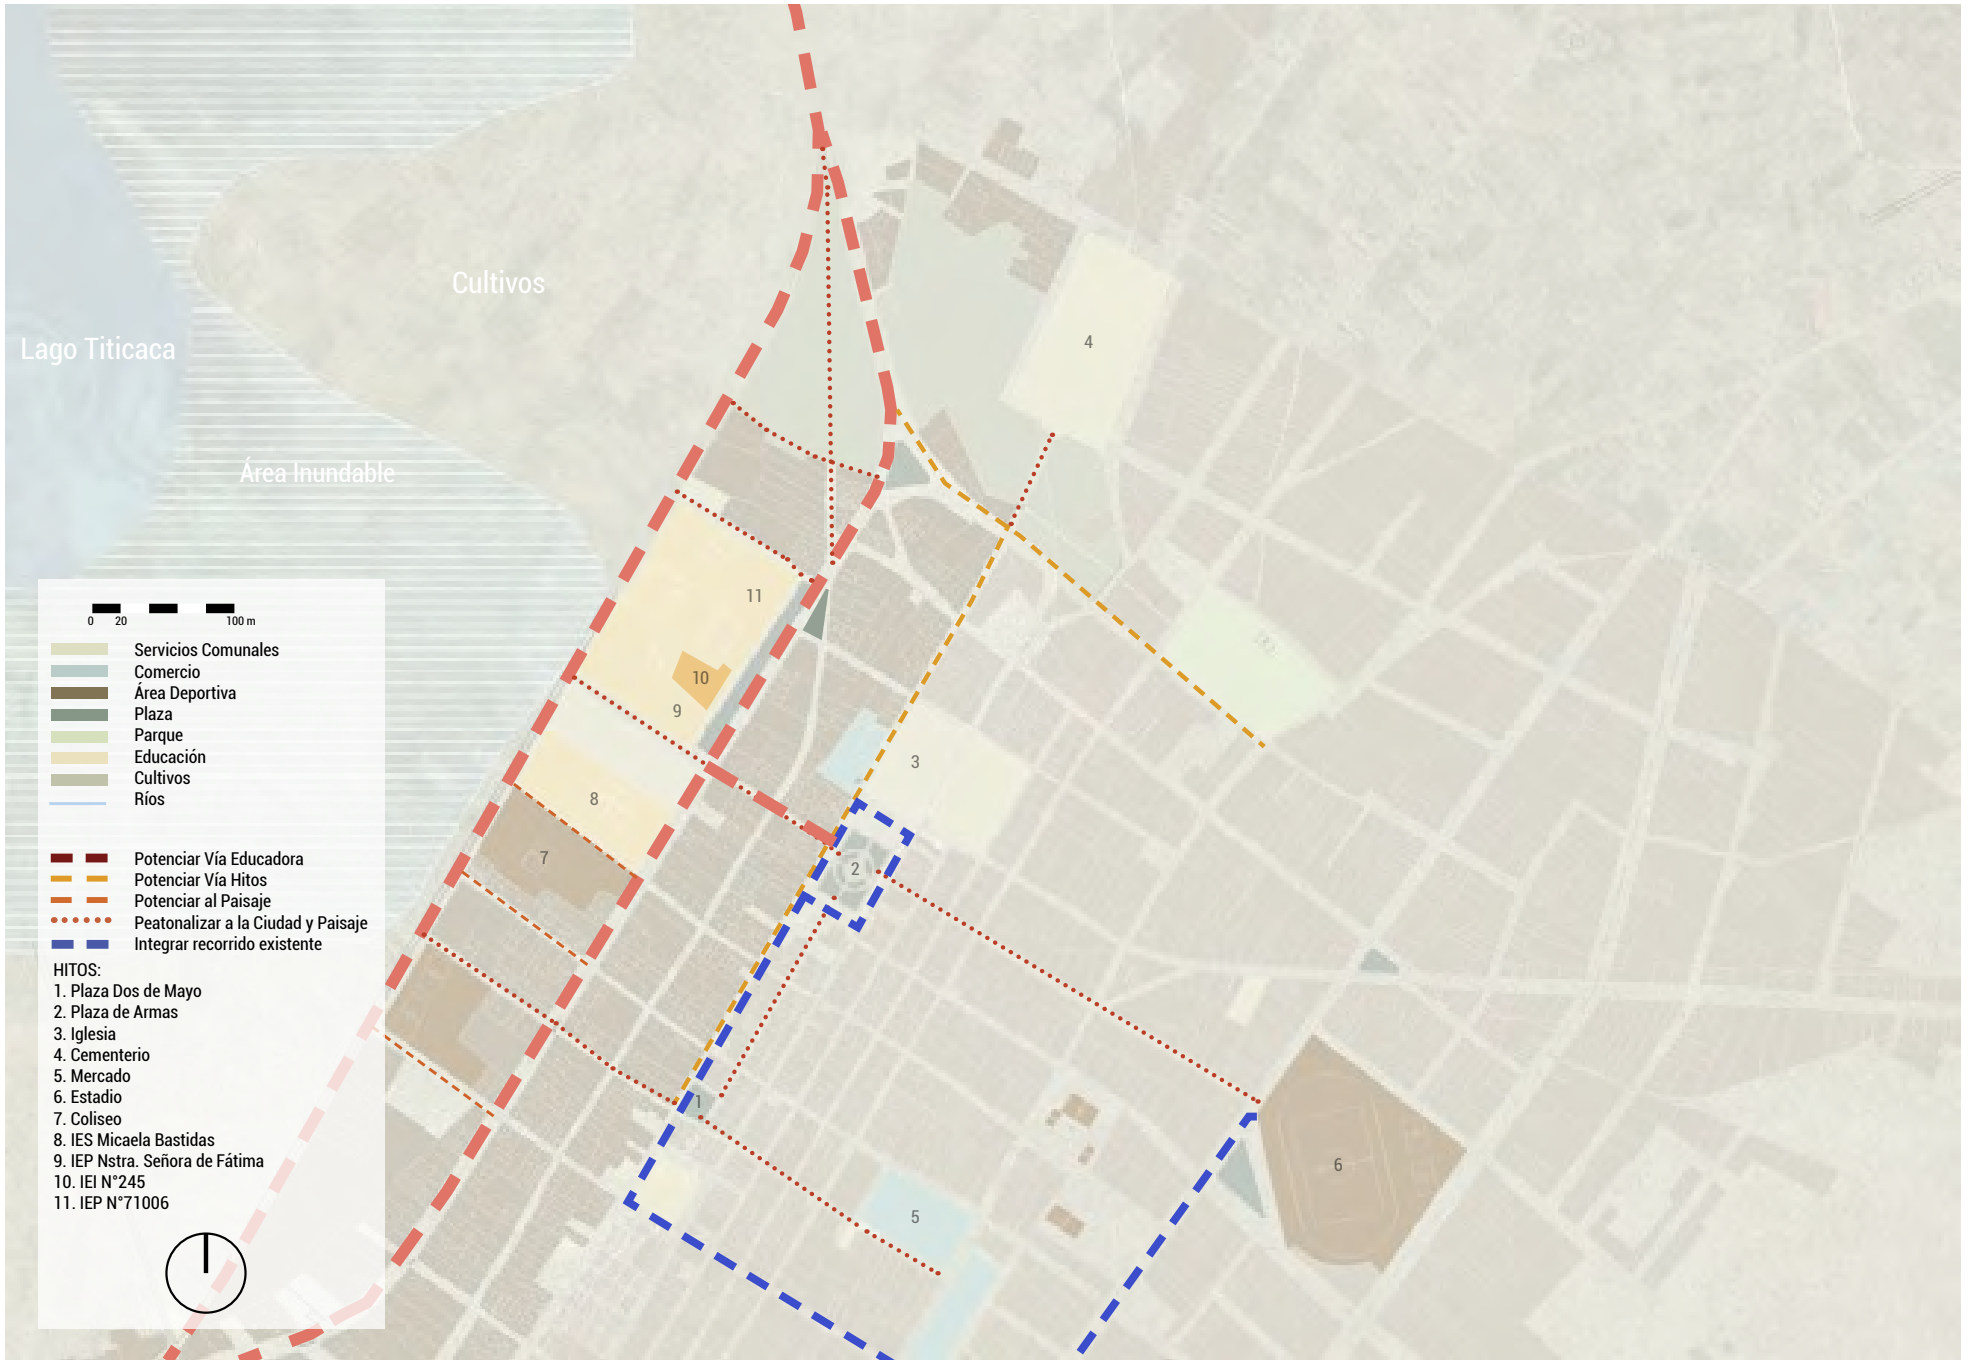 Cultivos
4
Lago Titicaca
Área Inundable
11
10
9
3
8
7
2
1
6
5
0 20 100 m
Servicios Comunales
Comercio
Área Deportiva
Plaza
Parque
Educación
Cultivos
Ríos
Potenciar Vía Educadora
Potenciar Vía Hitos
Potenciar al Paisaje
Peatonalizar a la Ciudad y Paisaje
Integrar recorrido existente
HITOS:
1. Plaza Dos de Mayo
2. Plaza de Armas
3. Iglesia
4. Cementerio
5. Mercado
6. Estadio
7. Coliseo
8. IES Micaela Bastidas
9. IEP Nstra. Señora de Fátima
10. IEI N°245
11. IEP N°71006